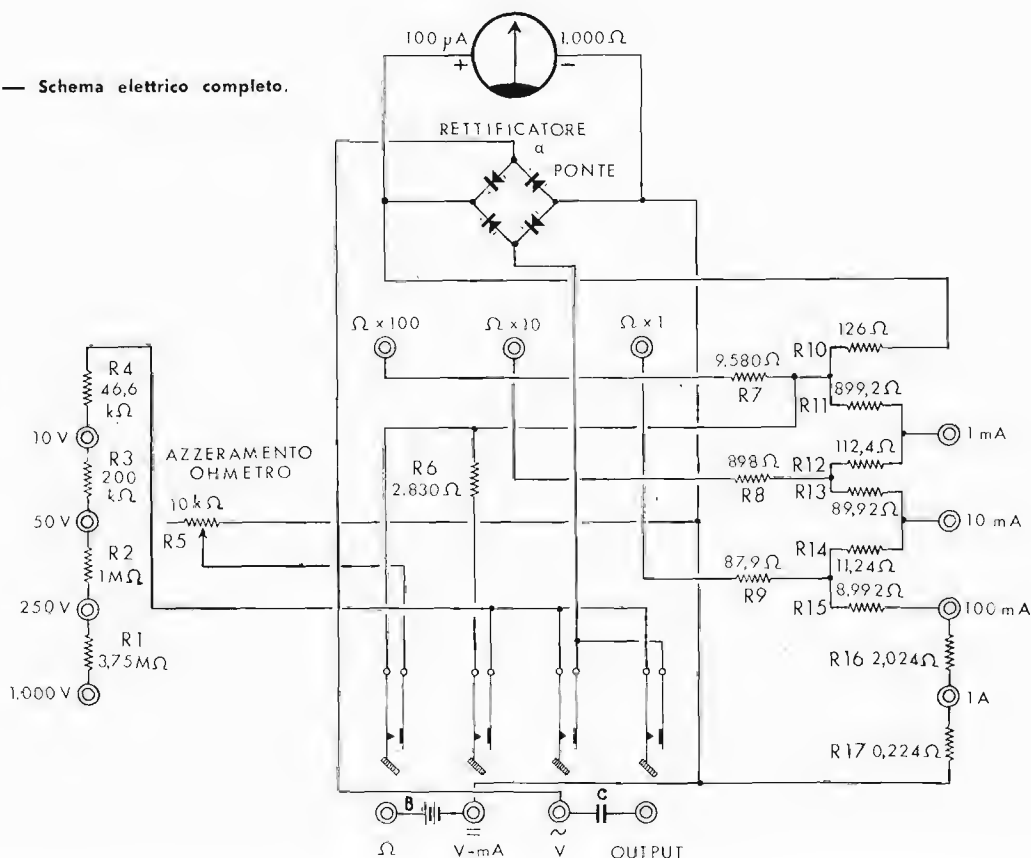 — Schema elettrico completo.
100 µA
1.000 Ω
+
−
RETTIFICATORE
a
PONTE
Ω × 100
Ω × 10
Ω × 1
126 Ω
R10
9.580 Ω
R7
R11
899,2 Ω
1 mA
112,4 Ω
R12
R13
898 Ω
R8
89,92 Ω
10 mA
R14
11,24 Ω
87,9 Ω
R9
8,992 Ω
R15
100 mA
R16 2,024 Ω
1 A
R17 0,224 Ω
R4
46,6
kΩ
10 V
R3
200
kΩ
50 V
R2
1 MΩ
250 V
R1
3,75 MΩ
1.000 V
AZZERAMENTO
OHMETRO
10 kΩ
R5
R6
2.830 Ω
B
C
Ω
=
V-mA
~
V
OUTPUT